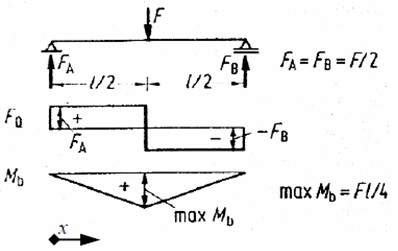 F
F_A l/2 l/2 F_B F_A = F_B = F/2
F_Q + F_A − −F_B
M_b + max M_b max M_b = Fl/4
x